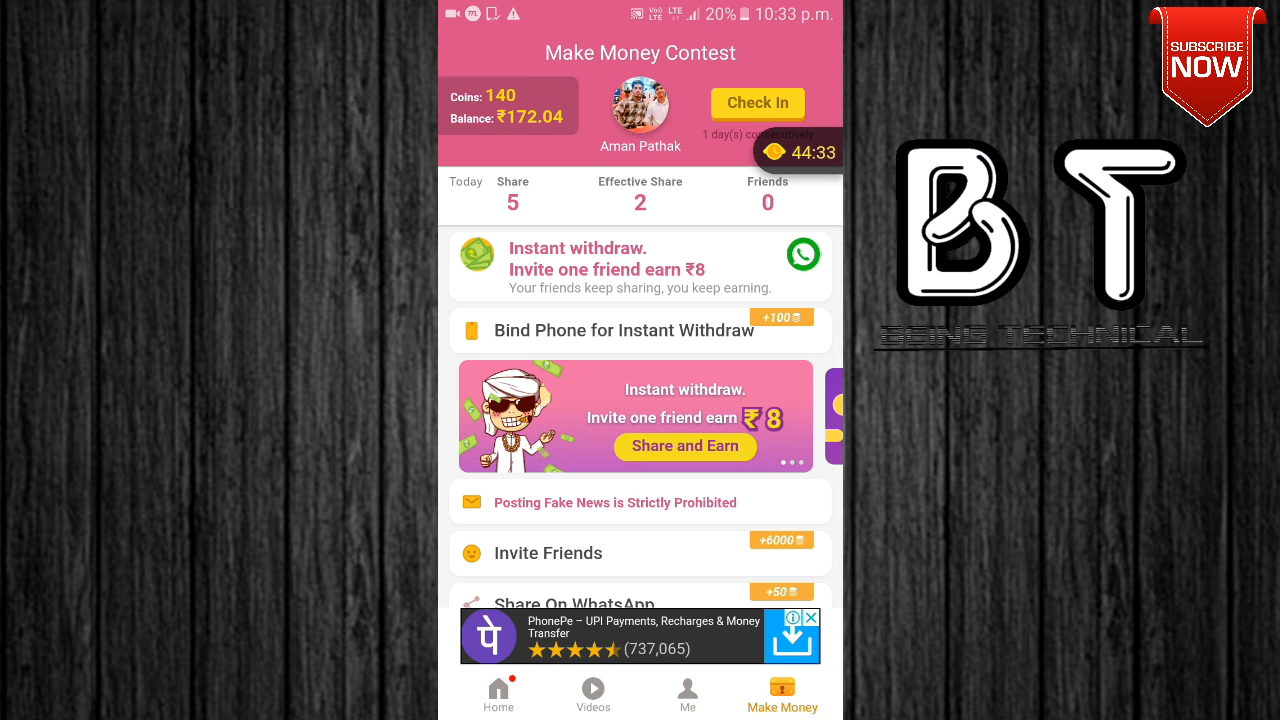 Vo))
LTE
LTE
20%
10:33 p.m.
SUBSCRIBE
NOW
Make Money Contest
Coins: 140
Balance: ₹172.04
Check In
1 day(s) consecutively
Aman Pathak
44:33
Today
Share
Effective Share
Friends
5
2
0
Instant withdraw.
Invite one friend earn ₹8
Your friends keep sharing, you keep earning.
+100
Bind Phone for Instant Withdraw
BT
BEING TECHNICAL
Instant withdraw.
Invite one friend earn ₹8
Share and Earn
Posting Fake News is Strictly Prohibited
+6000
Invite Friends
+50
Share On WhatsApp
पे
PhonePe – UPI Payments, Recharges & Money
Transfer
(737,065)
Home
Videos
Me
Make Money